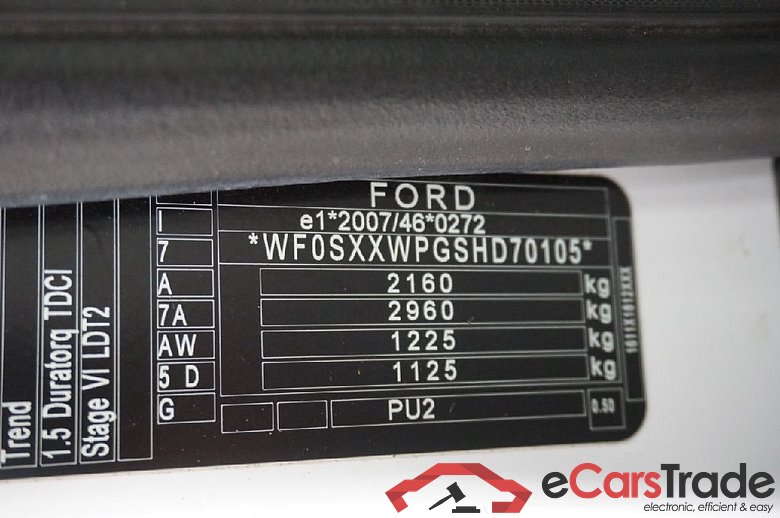 FORD
I
e1*2007/46*0272
7
*WF0SXXWPGSHD70105*
A
2160 kg
7A
2960 kg
AW
1225 kg
5 D
1125 kg
G
PU2
0.50
Trend
1.5 Duratorq TDCI
Stage VI LDT2
eCarsTrade
electronic, efficient & easy